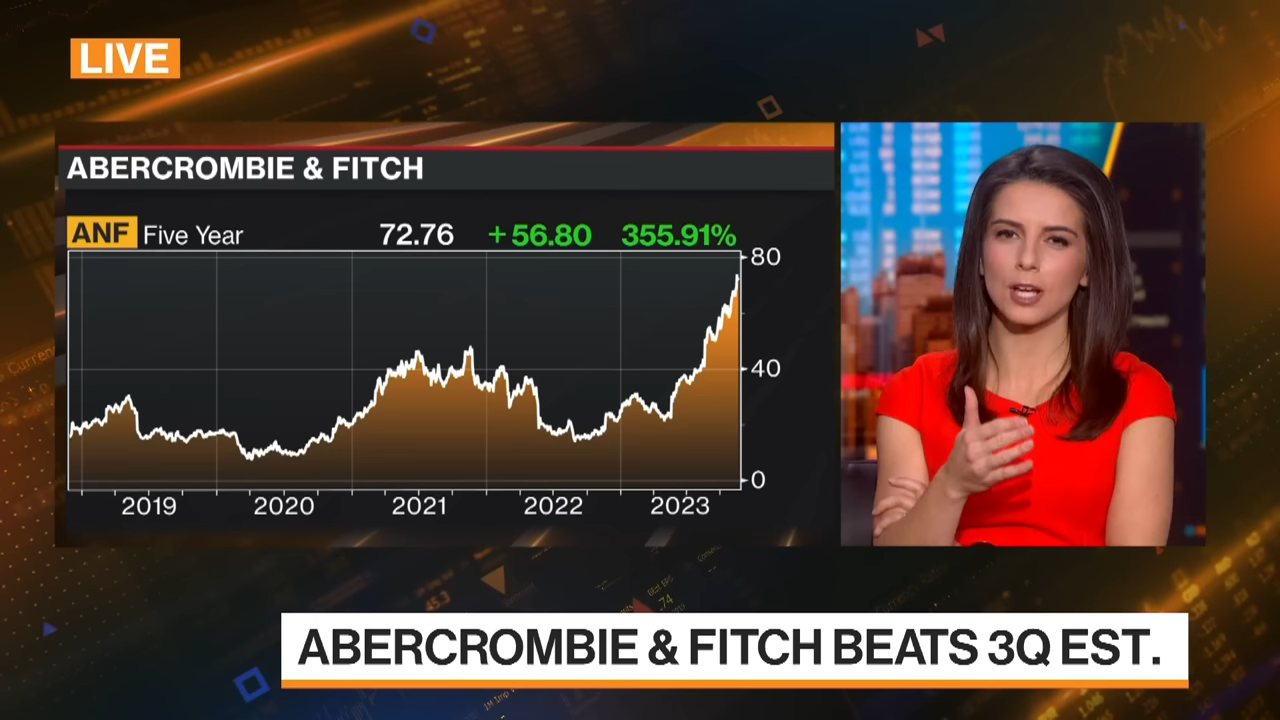 LIVE
ABERCROMBIE & FITCH
ANF Five Year 72.76 +56.80 355.91%
80
40
0
2019 2020 2021 2022 2023
ABERCROMBIE & FITCH BEATS 3Q EST.